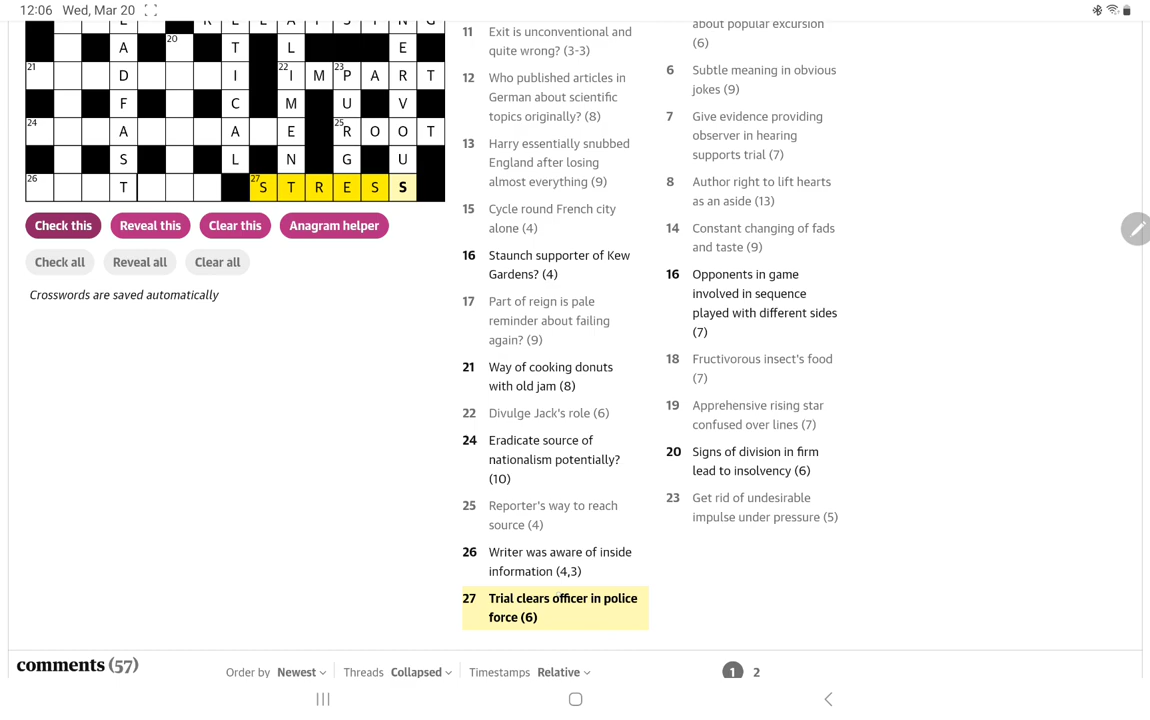 12:06 Wed, Mar 20
E R E L A T I N G
A 20 T L E
21 D I 22 I M 23 P A R T
F C M U V
24 A A E 25 R O O T
S L N G U
26 T 27 S T R E S S
Check this Reveal this Clear this Anagram helper
Check all Reveal all Clear all
Crosswords are saved automatically
11 Exit is unconventional and
quite wrong? (3-3)
12 Who published articles in
German about scientific
topics originally? (8)
13 Harry essentially snubbed
England after losing
almost everything (9)
15 Cycle round French city
alone (4)
16 Staunch supporter of Kew
Gardens? (4)
17 Part of reign is pale
reminder about failing
again? (9)
21 Way of cooking donuts
with old jam (8)
22 Divulge Jack's role (6)
24 Eradicate source of
nationalism potentially?
(10)
25 Reporter's way to reach
source (4)
26 Writer was aware of inside
information (4,3)
27 Trial clears officer in police
force (6)
about popular excursion
(6)
6 Subtle meaning in obvious
jokes (9)
7 Give evidence providing
observer in hearing
supports trial (7)
8 Author right to lift hearts
as an aside (13)
14 Constant changing of fads
and taste (9)
16 Opponents in game
involved in sequence
played with different sides
(7)
18 Fructivorous insect's food
(7)
19 Apprehensive rising star
confused over lines (7)
20 Signs of division in firm
lead to insolvency (6)
23 Get rid of undesirable
impulse under pressure (5)
comments (57)
Order by Newest Threads Collapsed Timestamps Relative 1 2